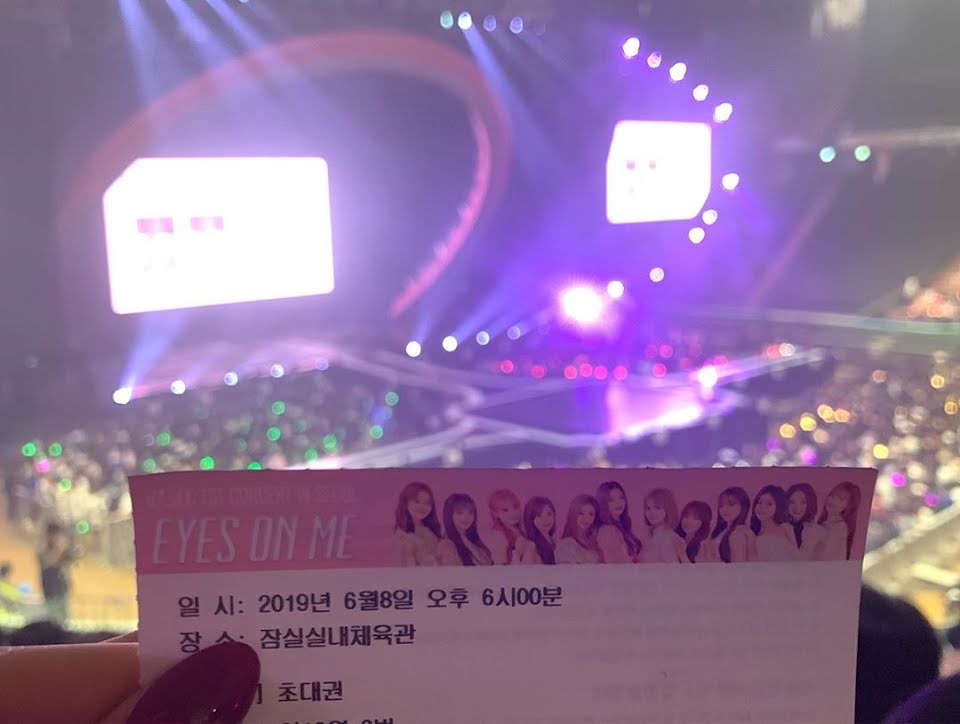 1ST CONCERT IN SEOUL
EYES ON ME
일 시: 2019년 6월8일 오후 6시00분
장 소: 잠실실내체육관
초대권